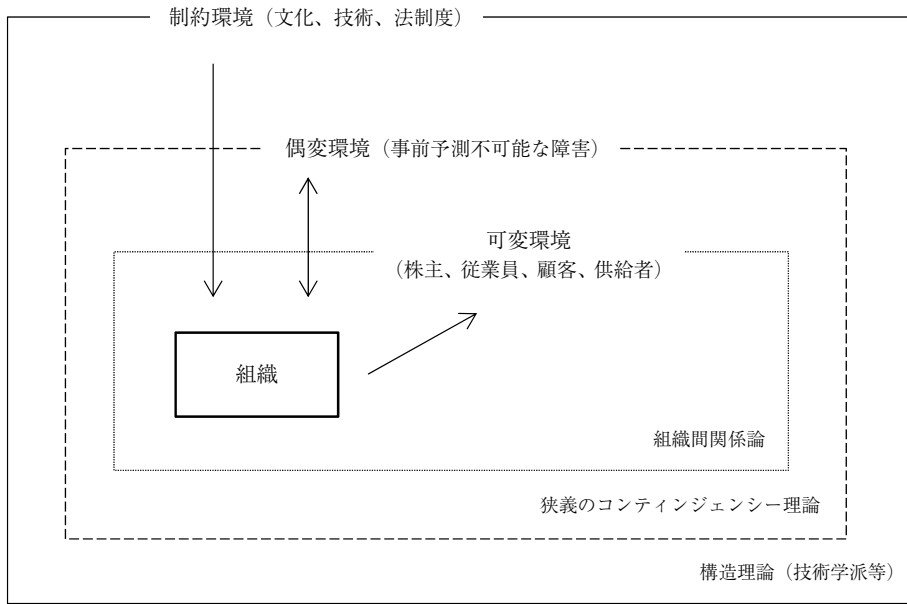 制約環境（文化、技術、法制度）
偶変環境（事前予測不可能な障害）
可変環境
（株主、従業員、顧客、供給者）
組織
組織間関係論
狭義のコンティンジェンシー理論
構造理論（技術学派等）